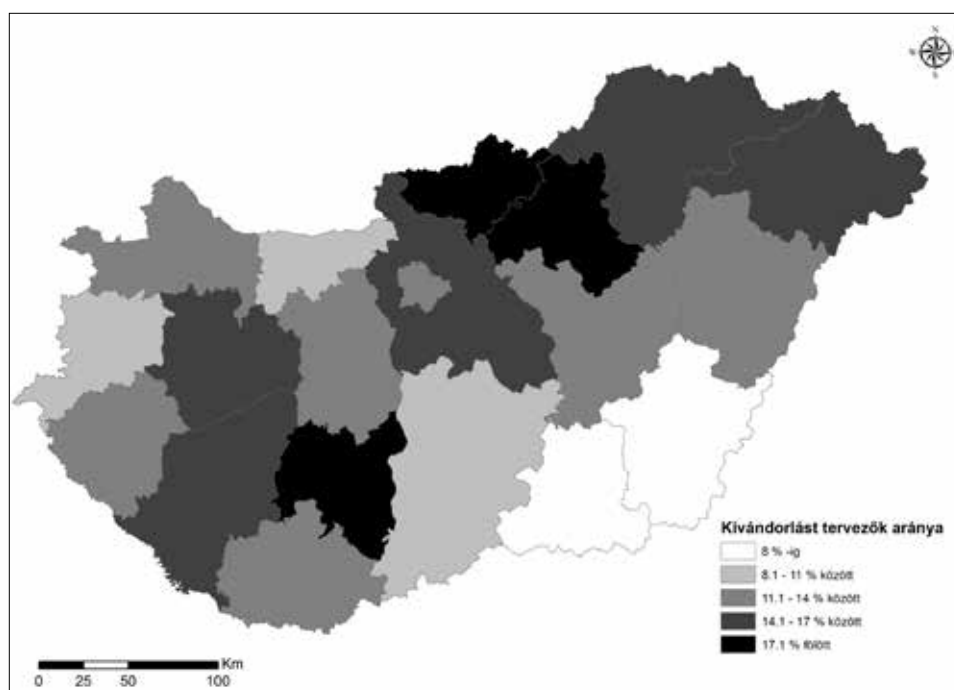 N
Kivándorlást tervezők aránya
8 % -ig
8.1 - 11 % között
11.1 - 14 % között
14.1 - 17 % között
17.1 % fölött
Km
0 25 50 100